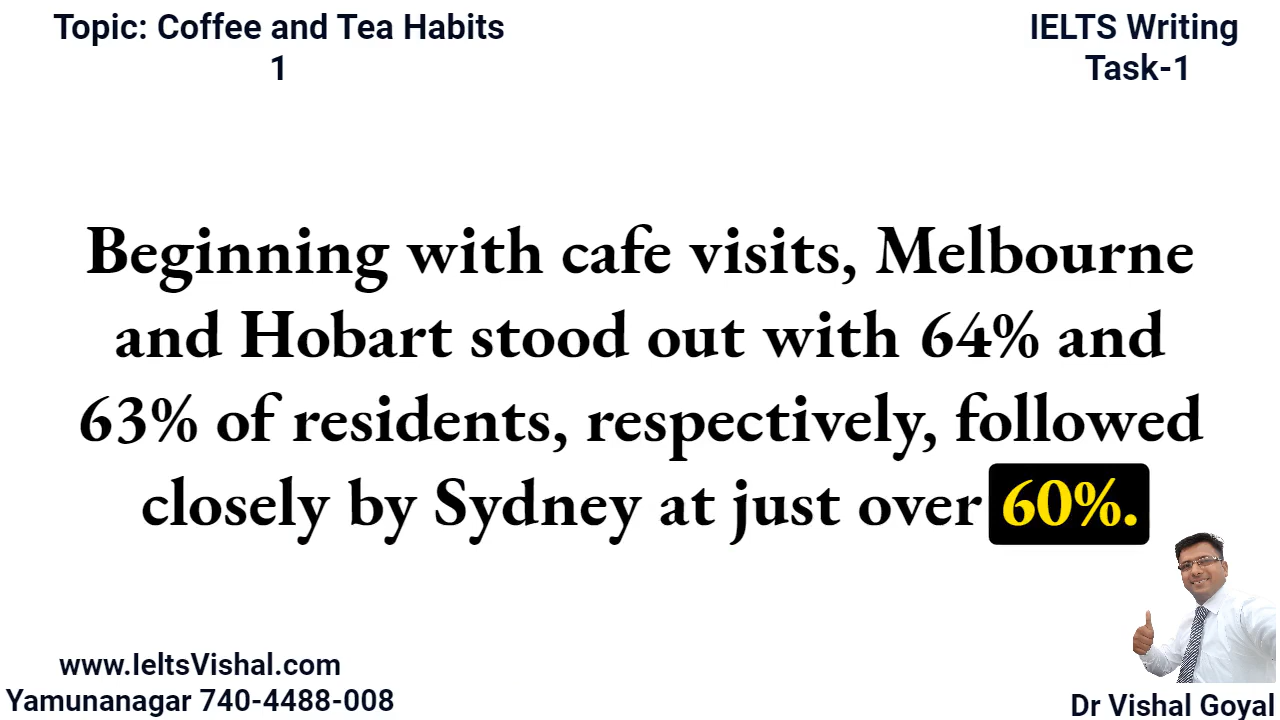 Topic: Coffee and Tea Habits
1
IELTS Writing
Task-1
Beginning with cafe visits, Melbourne
and Hobart stood out with 64% and
63% of residents, respectively, followed
closely by Sydney at just over 60%.
www.IeltsVishal.com
Yamunanagar 740-4488-008
Dr Vishal Goyal